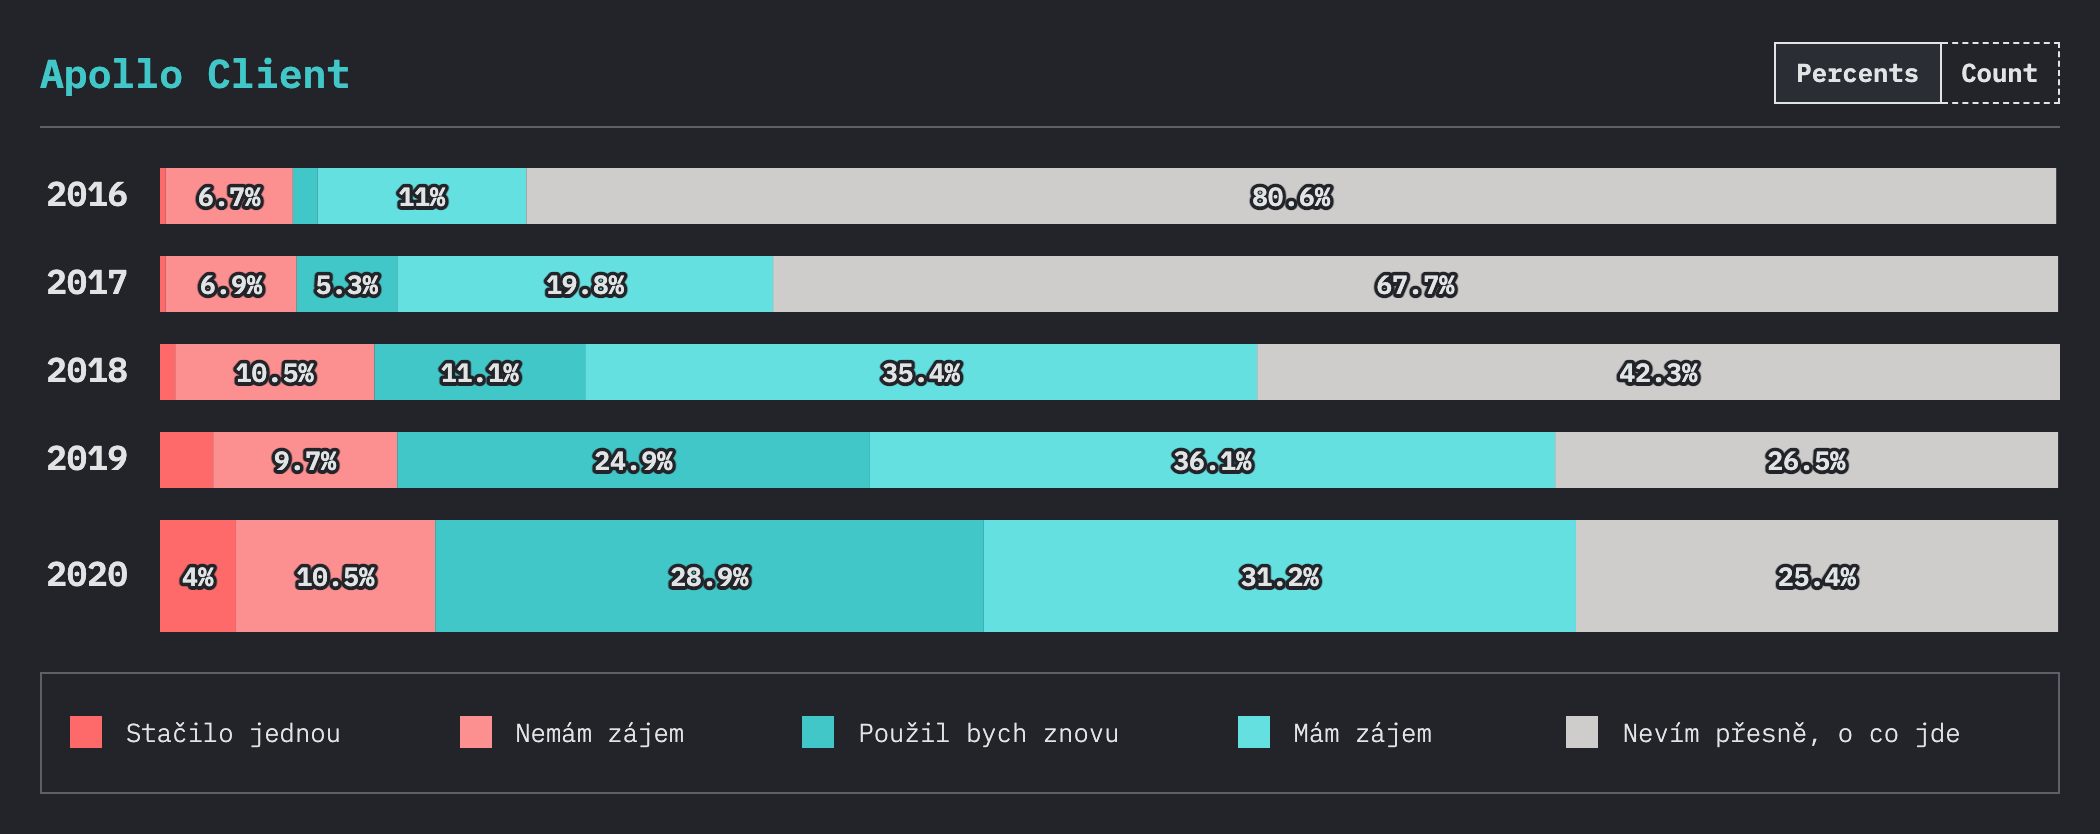 Apollo Client
Percents Count
2016 6.7% 11% 80.6%
2017 6.9% 5.3% 19.8% 67.7%
2018 10.5% 11.1% 35.4% 42.3%
2019 9.7% 24.9% 36.1% 26.5%
2020 4% 10.5% 28.9% 31.2% 25.4%
Stačilo jednou Nemám zájem Použil bych znovu Mám zájem Nevím přesně, o co jde